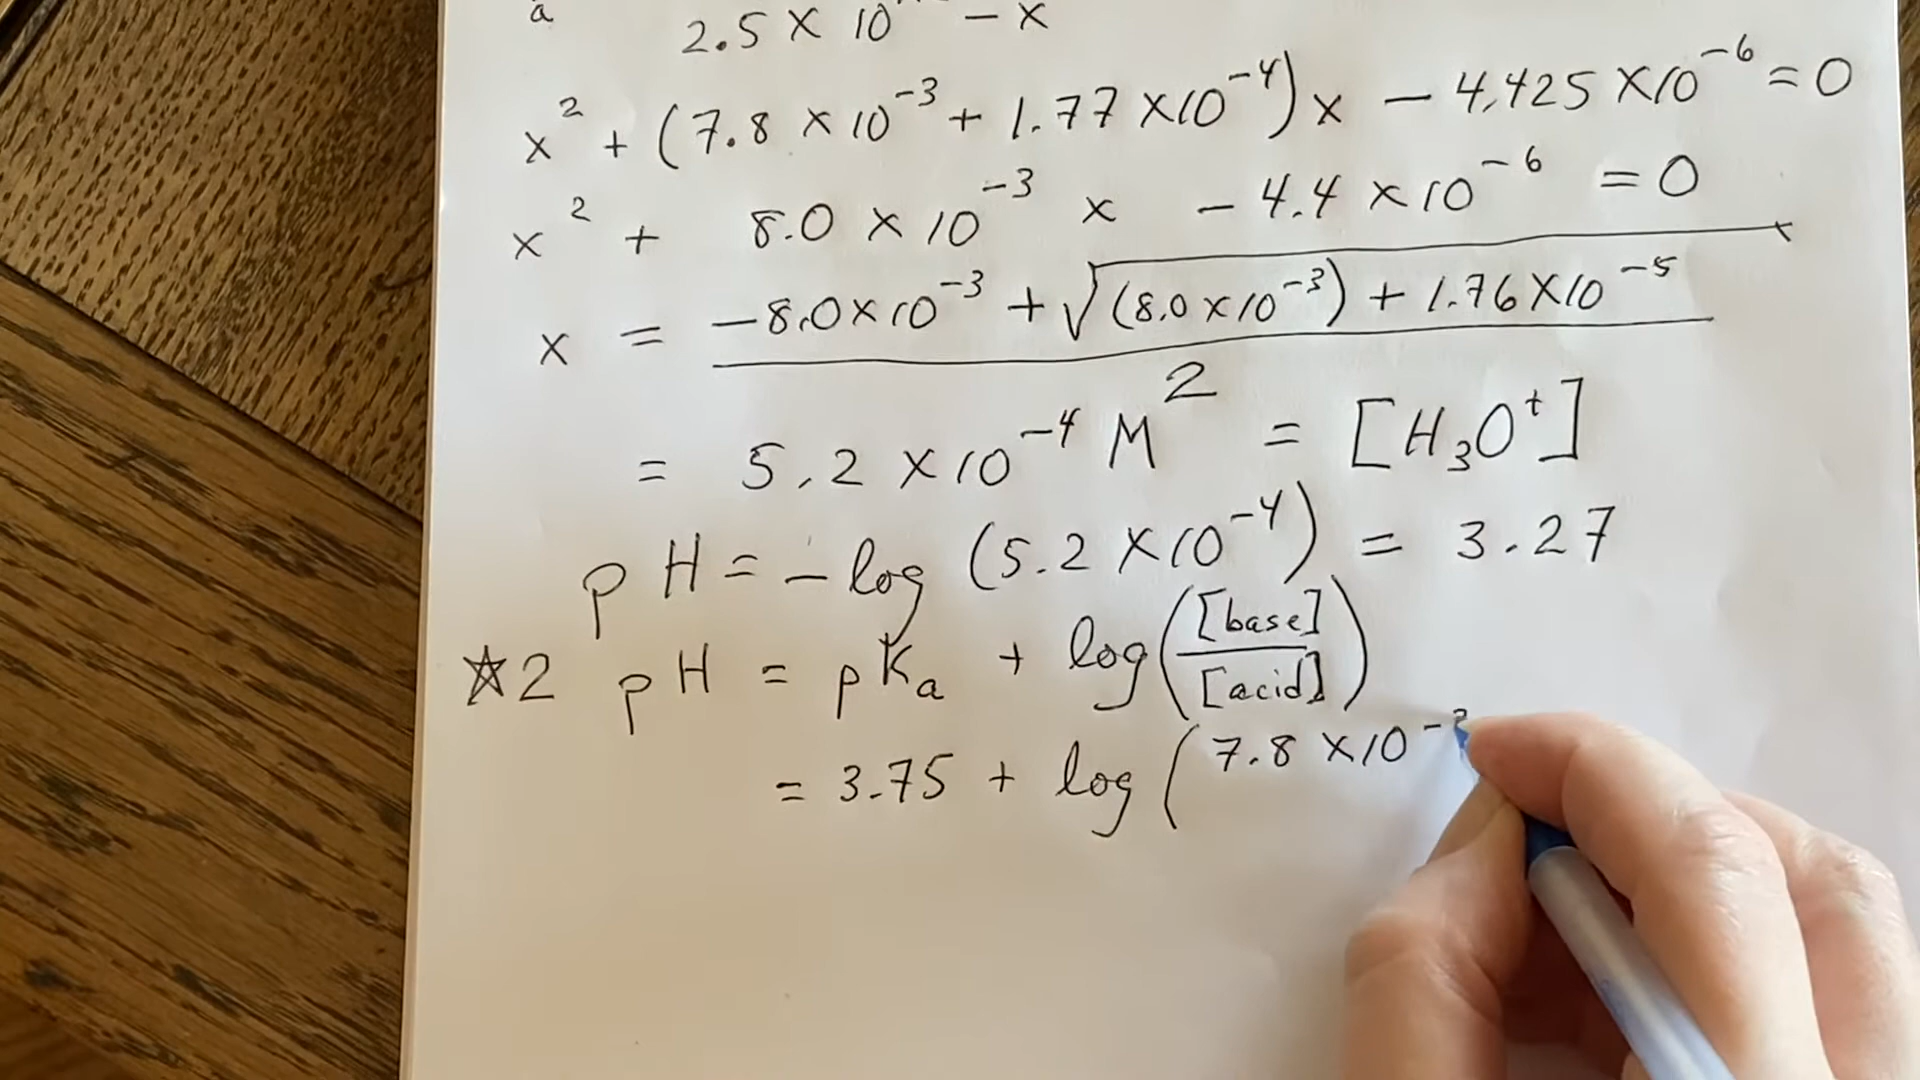 a 2.5 × 10 - x
x² + (7.8 × 10⁻³ + 1.77 × 10⁻⁴) x - 4.425 × 10⁻⁶ = 0
x² + 8.0 × 10⁻³ x - 4.4 × 10⁻⁶ = 0
x = -8.0 × 10⁻³ + √(8.0 × 10⁻³) + 1.76 × 10⁻⁵
2
= 5.2 × 10⁻⁴ M = [H₃O⁺]
pH = - log (5.2 × 10⁻⁴) = 3.27
☆2 pH = pKa + log ([base] / [acid])
= 3.75 + log (7.8 × 10⁻